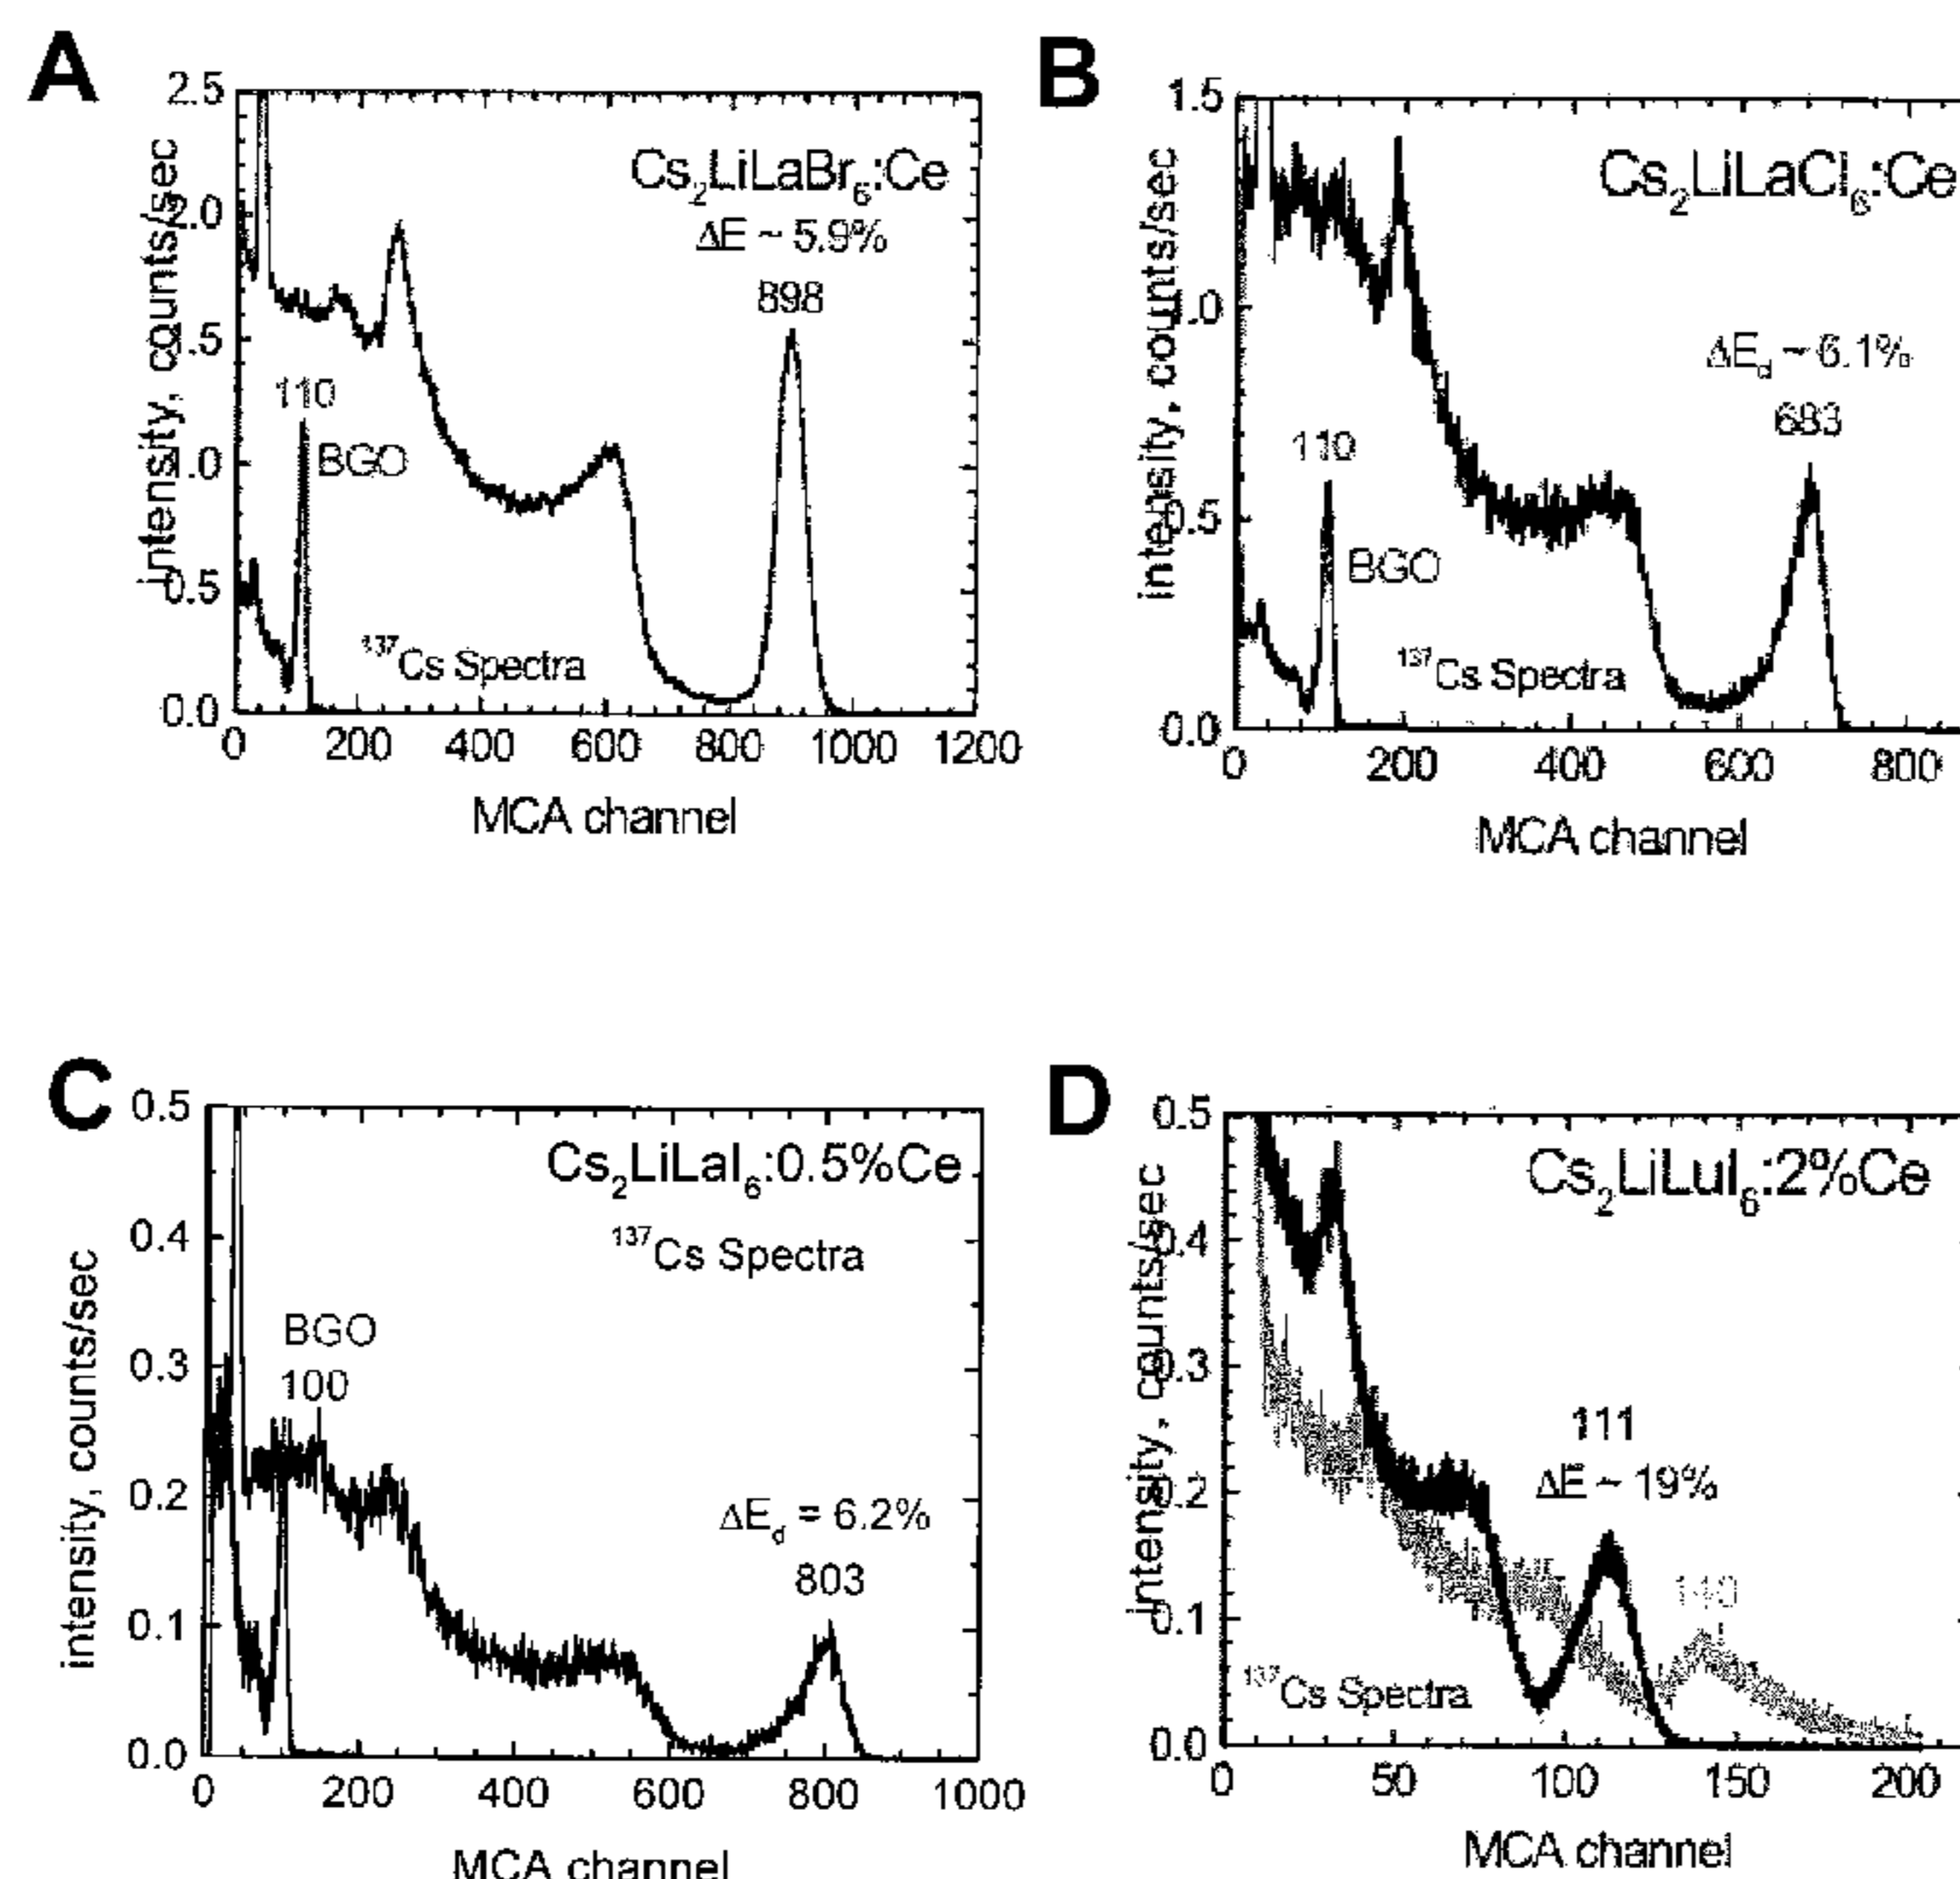 A
2.5
2.0
1.5
1.0
0.5
0.0
intensity, counts/sec
Cs2LiLaBr6:Ce
ΔE ~ 5.9%
898
110
BGO
137Cs Spectra
0 200 400 600 800 1000 1200
MCA channel
B
1.5
1.0
0.5
0.0
intensity, counts/sec
Cs2LiLaCl6:Ce
ΔEd ~ 6.1%
683
110
BGO
137Cs Spectra
0 200 400 600 800
MCA channel
C
0.5
0.4
0.3
0.2
0.1
0.0
intensity, counts/sec
Cs2LiLaI6:0.5%Ce
137Cs Spectra
BGO
100
ΔEd = 6.2%
803
0 200 400 600 800 1000
MCA channel
D
0.5
0.4
0.3
0.2
0.1
0.0
intensity, counts/sec
Cs2LiLuI6:2%Ce
111
ΔE ~ 19%
140
137Cs Spectra
0 50 100 150 200
MCA channel